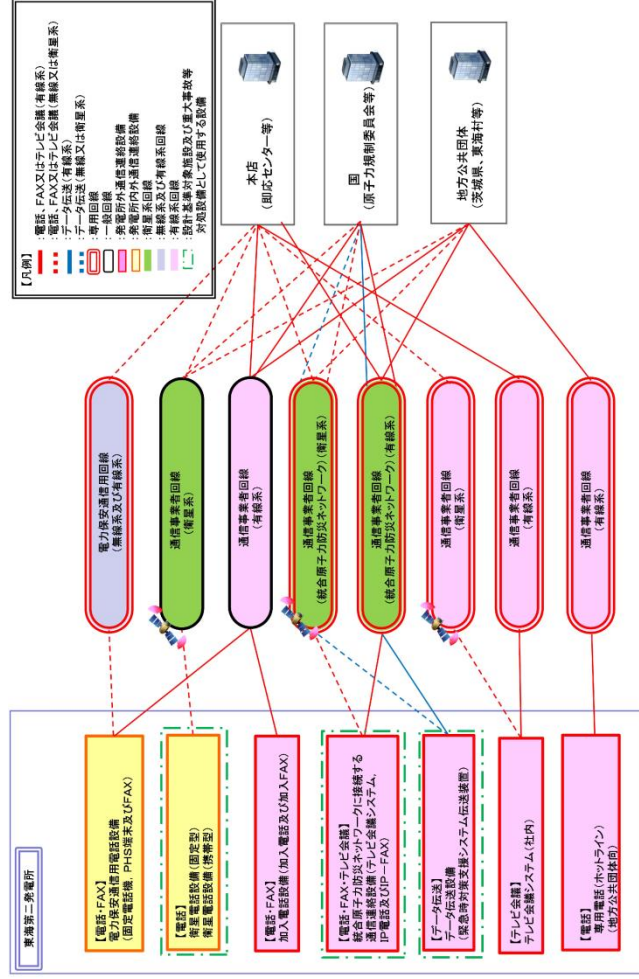 東海第二発電所
【電話・FAX】
電力保安通信用電話設備
(固定電話機，PHS端末及びFAX)
【電話】
衛星電話設備(固定型)
衛星電話設備(携帯型)
【電話・FAX】
加入電話設備(加入電話及び加入FAX)
【電話・FAX・テレビ会議】
統合原子力防災ネットワークに接続する
通信連絡設備(テレビ会議システム，
IP電話及びIP－FAX)
【データ伝送】
データ伝送設備
(緊急時対策支援システム伝送装置)
【テレビ会議】
テレビ会議システム(社内)
【電話】
専用電話(ホットライン)
(地方公共団体向)
電力保安通信用回線
(無線系及び有線系)
通信事業者回線
(衛星系)
通信事業者回線
(有線系)
通信事業者回線
(統合原子力防災ネットワーク)(衛星系)
通信事業者回線
(統合原子力防災ネットワーク)(有線系)
通信事業者回線
(衛星系)
通信事業者回線
(有線系)
通信事業者回線
(有線系)
【凡例】
：電話、FAX又はテレビ会議(有線系)
：電話、FAX又はテレビ会議(無線又は衛星系)
：データ伝送(有線系)
：データ伝送(無線又は衛星系)
：専用回線
：一般回線
：発電所外通信連絡設備
：発電所内外通信連絡設備
：衛星系回線
：無線系及び有線系回線
：有線系回線
：設計基準対象施設及び重大事故等
対処設備として使用する設備
本店
(即応センター等)
国
(原子力規制委員会等)
地方公共団体
(茨城県、東海村等)